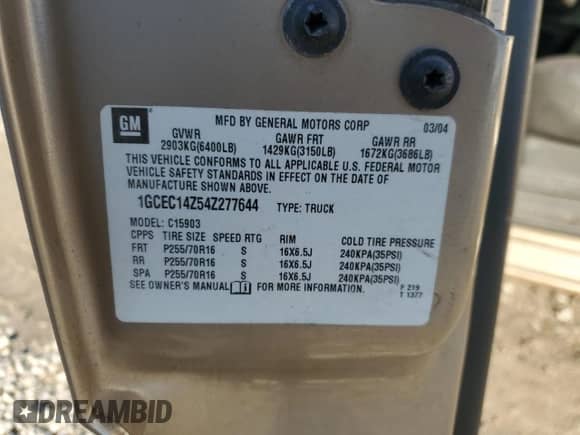 GM
MFD BY GENERAL MOTORS CORP 03/04
GVWR GAWR FRT GAWR RR
2903KG(6400LB) 1429KG(3150LB) 1672KG(3686LB)
THIS VEHICLE CONFORMS TO ALL APPLICABLE U.S. FEDERAL MOTOR
VEHICLE SAFETY STANDARDS IN EFFECT ON THE DATE OF
MANUFACTURE SHOWN ABOVE.
1GCEC14Z54Z277644 TYPE: TRUCK
MODEL: C15903
CPPS TIRE SIZE SPEED RTG RIM COLD TIRE PRESSURE
FRT P255/70R16 S 16X6.5J 240KPA(35PSI)
RR P255/70R16 S 16X6.5J 240KPA(35PSI)
SPA P255/70R16 S 16X6.5J 240KPA(35PSI)
SEE OWNER'S MANUAL FOR MORE INFORMATION.
F 219
T 1377
DREAMBID